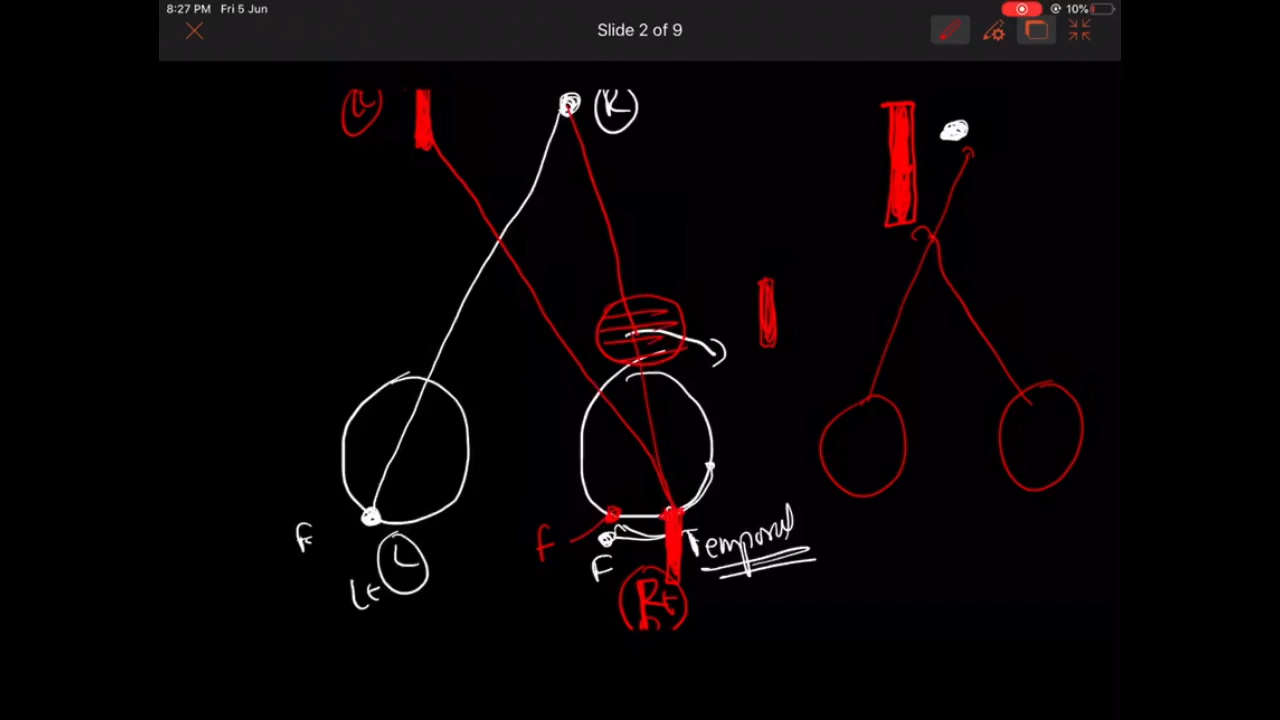 8:27 PM Fri 5 Jun
10%
Slide 2 of 9
L
R
F
F
Temporal
F
L
Lt
Rt